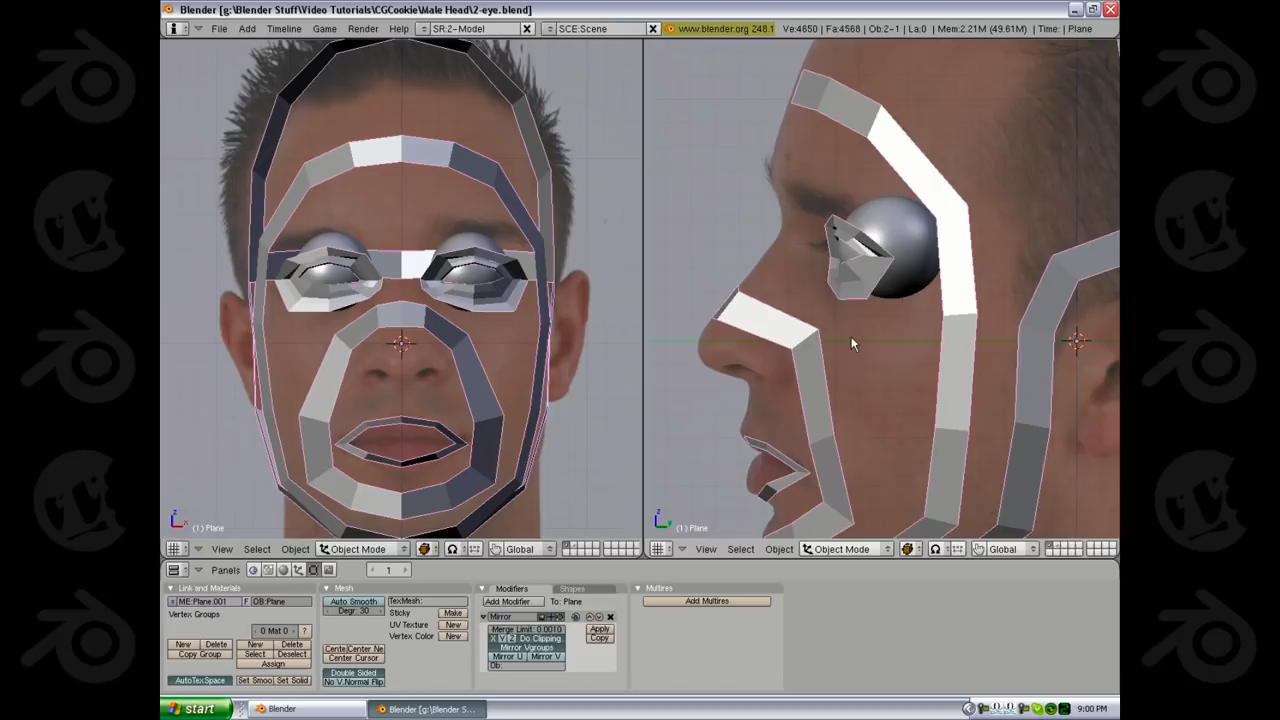 Blender [g:\Blender Stuff\Video Tutorials\CGCookie\Male Head\2-eye.blend]
File Add Timeline Game Render Help SR:2-Model SCE:Scene www.blender.org 248.1 Ve:4650 | Fa:4568 | Ob:2-1 | La:0 | Mem:2.21M (49.61M) | Time: | Plane
(1) Plane (1) Plane
View Select Object Object Mode Global View Select Object Object Mode Global
Panels 1
Link and Materials Mesh Modifiers Shapes Multires
ME:Plane.001 F OB:Plane Auto Smooth TexMesh: Add Modifier To: Plane Add Multires
Vertex Groups Degr: 30 Sticky Make Mirror
UV Texture New Merge Limit: 0.0010 Apply
0 Mat 0 ? Vertex Color New X Y Z Do Clipping Copy
New Delete New Delete Mirror Vgroups
Copy Group Select Deselect Center Cursor Mirror U Mirror V
Assign Ob:
Double Sided
AutoTexSpace Set Smoo Set Solid No V.Normal Flip
start Blender Blender [g:\Blender S... 9:00 PM